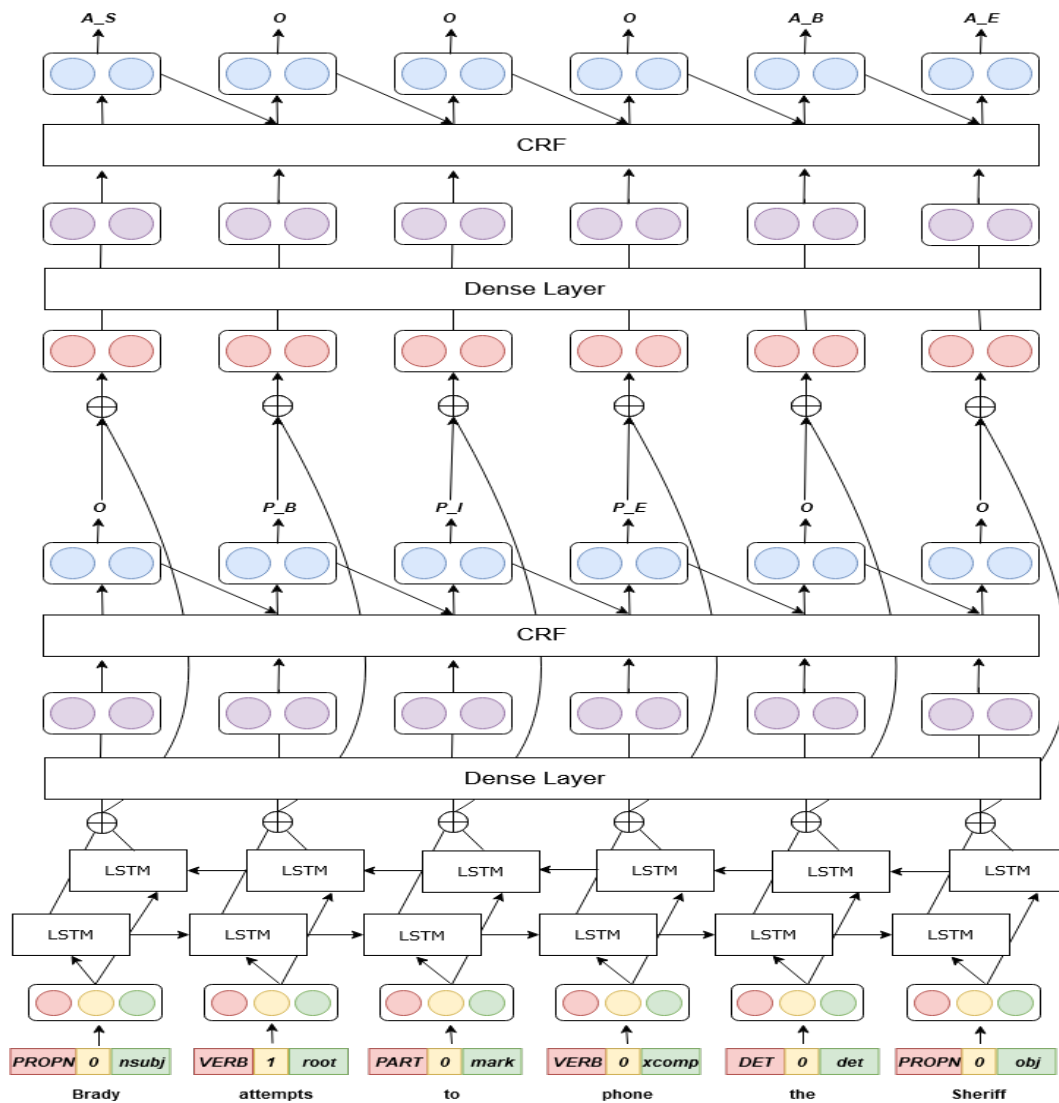 A_S O O O A_B A_E
CRF
Dense Layer
O P_B P_I P_E O O
CRF
Dense Layer
LSTM LSTM LSTM LSTM LSTM LSTM
LSTM LSTM LSTM LSTM LSTM LSTM
PROPN 0 nsubj VERB 1 root PART 0 mark VERB 0 xcomp DET 0 det PROPN 0 obj
Brady attempts to phone the Sheriff